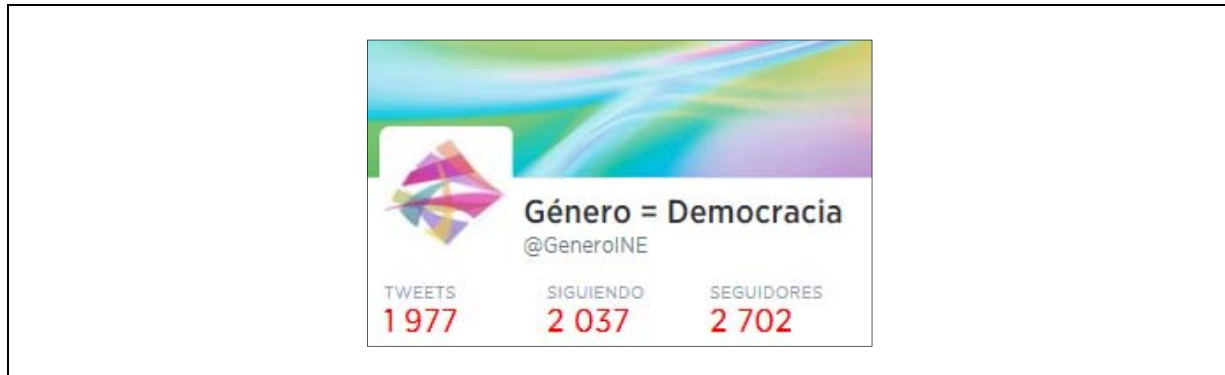 Género = Democracia
@GeneroINE
TWEETS SIGUIENDO SEGUIDORES
1 977 2 037 2 702